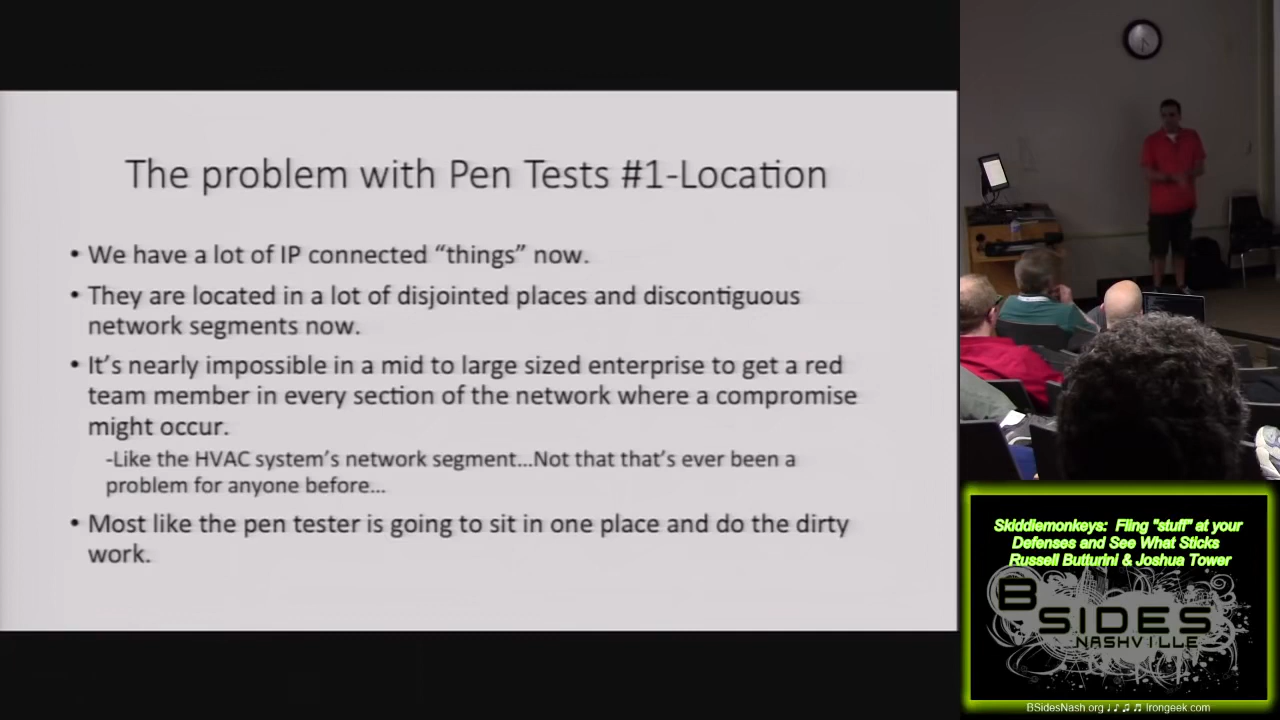 The problem with Pen Tests #1-Location
• We have a lot of IP connected “things” now.
• They are located in a lot of disjointed places and discontiguous
network segments now.
• It’s nearly impossible in a mid to large sized enterprise to get a red
team member in every section of the network where a compromise
might occur.
-Like the HVAC system’s network segment...Not that that’s ever been a
problem for anyone before...
• Most like the pen tester is going to sit in one place and do the dirty
work.
Skiddiemonkeys: Fling "stuff" at your
Defenses and See What Sticks
Russell Butturini & Joshua Tower
BSIDES
NASHVILLE
BSidesNash.org ♩ ♪ ♫ ♬ Irongeek.com